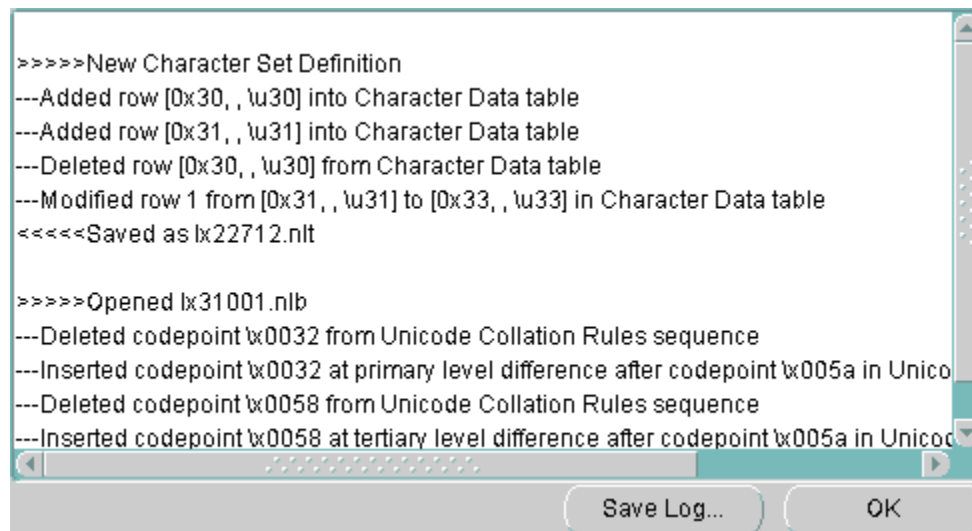 >>>>>New Character Set Definition
---Added row [0x30, , \u30] into Character Data table
---Added row [0x31, , \u31] into Character Data table
---Deleted row [0x30, , \u30] from Character Data table
---Modified row 1 from [0x31, , \u31] to [0x33, , \u33] in Character Data table
<<<<<Saved as lx22712.nlt
>>>>>Opened lx31001.nlb
---Deleted codepoint \x0032 from Unicode Collation Rules sequence
---Inserted codepoint \x0032 at primary level difference after codepoint \x005a in Unico
---Deleted codepoint \x0058 from Unicode Collation Rules sequence
---Inserted codepoint \x0058 at tertiary level difference after codepoint \x005a in Unicod
Save Log... OK